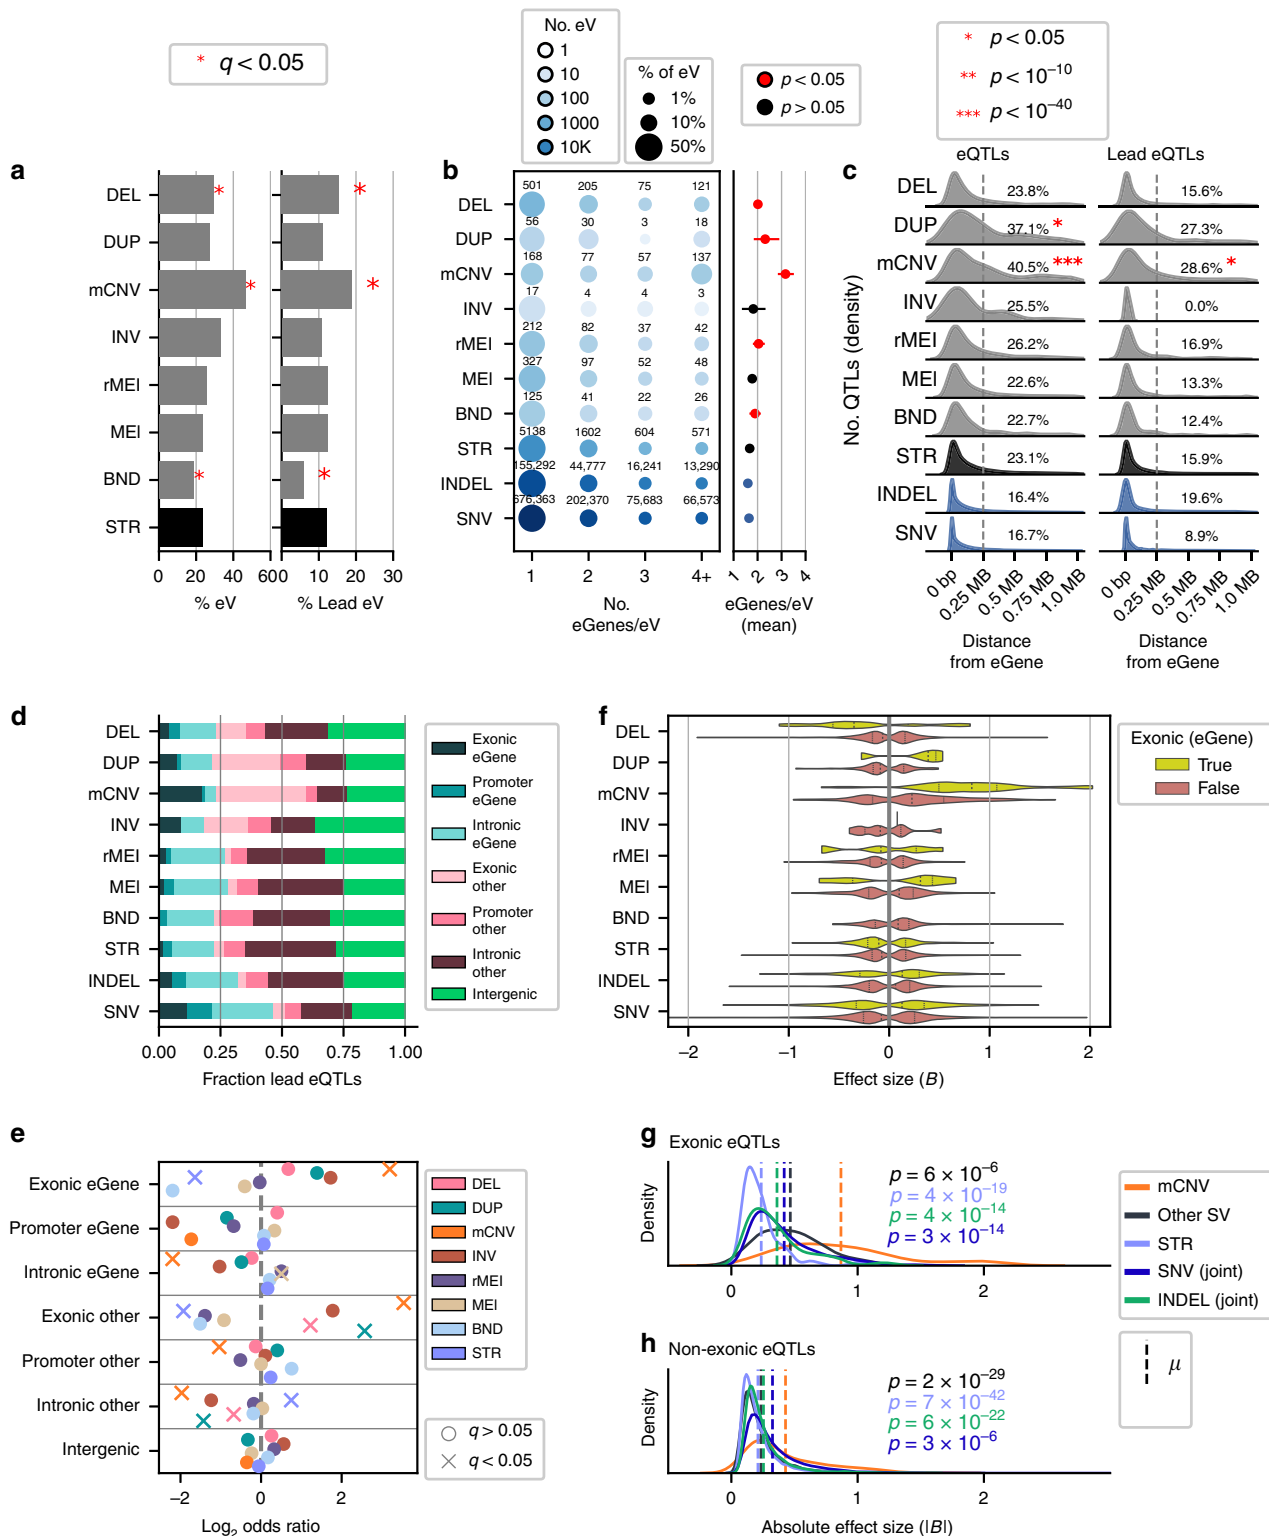 * q < 0.05
No. eV
1
10
100
1000
10K
% of eV
1%
10%
50%
p < 0.05
p > 0.05
* p < 0.05
** p < 10−10
*** p < 10−40
a
DEL * *
DUP
mCNV * *
INV
rMEI
MEI
BND * *
STR
0 20 40 60 0 10 20 30
% eV % Lead eV
b
501 205 75 121
DEL
56 30 3 18
DUP
168 77 57 137
mCNV
17 4 4 3
INV
212 82 37 42
rMEI
327 97 52 48
MEI
125 41 22 26
BND
5138 1602 604 571
STR
155,292 44,777 16,241 13,290
INDEL
676,363 202,370 75,683 66,573
SNV
1 2 3 4+ 1 2 3 4
No. eGenes/eV
eGenes/eV (mean)
c
eQTLs Lead eQTLs
No. QTLs (density)
DEL 23.8% 15.6%
DUP 37.1% * 27.3%
mCNV 40.5% *** 28.6% *
INV 25.5% 0.0%
rMEI 26.2% 16.9%
MEI 22.6% 13.3%
BND 22.7% 12.4%
STR 23.1% 15.9%
INDEL 16.4% 19.6%
SNV 16.7% 8.9%
0 bp 0.25 MB 0.5 MB 0.75 MB 1.0 MB 0 bp 0.25 MB 0.5 MB 0.75 MB 1.0 MB
Distance from eGene
Distance from eGene
d
DEL
DUP
mCNV
INV
rMEI
MEI
BND
STR
INDEL
SNV
0.00 0.25 0.50 0.75 1.00
Fraction lead eQTLs
Exonic eGene
Promoter eGene
Intronic eGene
Exonic other
Promoter other
Intronic other
Intergenic
f
DEL
DUP
mCNV
INV
rMEI
MEI
BND
STR
INDEL
SNV
−2 −1 0 1 2
Effect size (B)
Exonic (eGene)
True
False
e
Exonic eGene
Promoter eGene
Intronic eGene
Exonic other
Promoter other
Intronic other
Intergenic
−2 0 2
Log2 odds ratio
DEL
DUP
mCNV
INV
rMEI
MEI
BND
STR
q > 0.05
q < 0.05
g Exonic eQTLs
Density
p = 6 × 10−6
p = 4 × 10−19
p = 4 × 10−14
p = 3 × 10−14
0 1 2
mCNV
Other SV
STR
SNV (joint)
INDEL (joint)
μ
h Non-exonic eQTLs
Density
p = 2 × 10−29
p = 7 × 10−42
p = 6 × 10−22
p = 3 × 10−6
0 1 2
Absolute effect size (|B|)